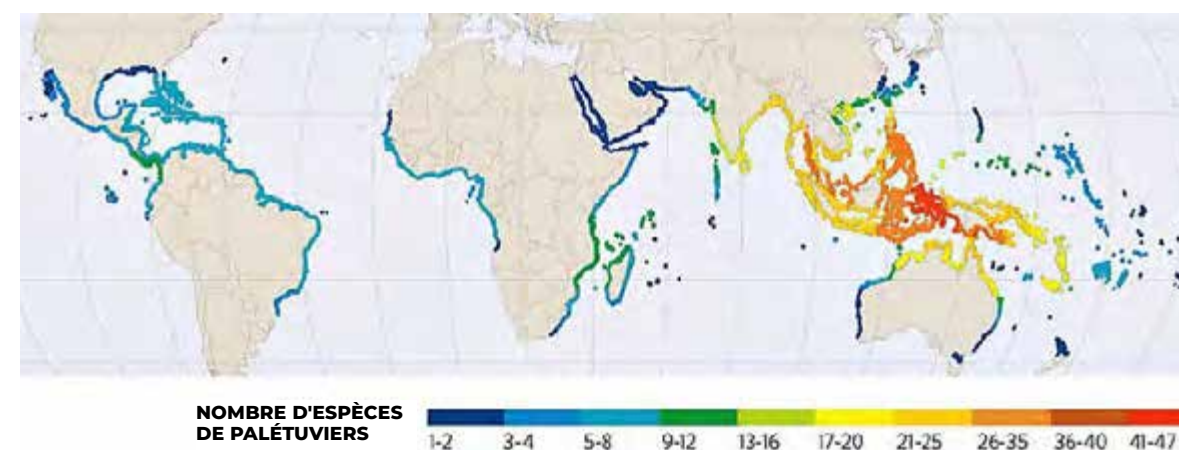 NOMBRE D'ESPÈCES
DE PALÉTUVIERS
1-2 3-4 5-8 9-12 13-16 17-20 21-25 26-35 36-40 41-47